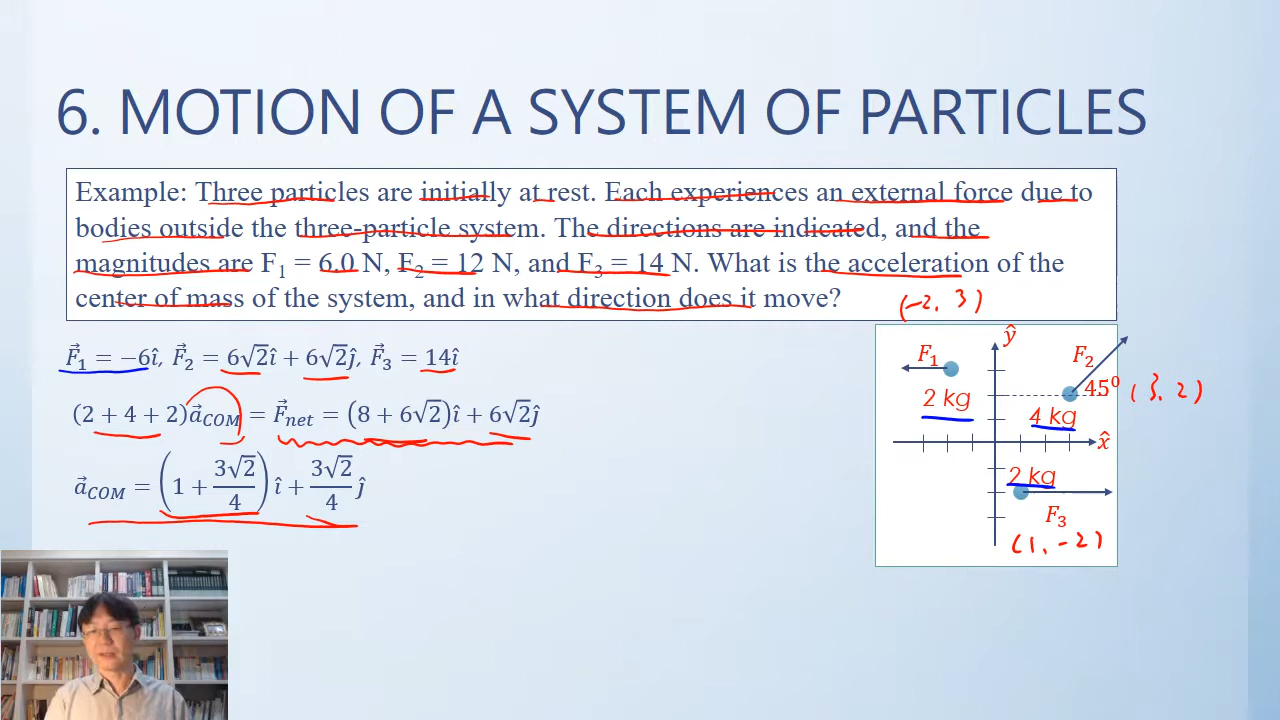 6. MOTION OF A SYSTEM OF PARTICLES
Example: Three particles are initially at rest. Each experiences an external force due to
bodies outside the three-particle system. The directions are indicated, and the
magnitudes are F₁ = 6.0 N, F₂ = 12 N, and F₃ = 14 N. What is the acceleration of the
center of mass of the system, and in what direction does it move?
(-2, 3)
F⃗₁ = −6î, F⃗₂ = 6√2î + 6√2ĵ, F⃗₃ = 14î
(2 + 4 + 2)a⃗_COM = F⃗_net = (8 + 6√2)î + 6√2ĵ
a⃗_COM = (1 + 3√2/4)î + 3√2/4 ĵ
ŷ
F₁
F₂
45⁰ (3, 2)
2 kg
4 kg
x̂
2 kg
F₃
(1, -2)